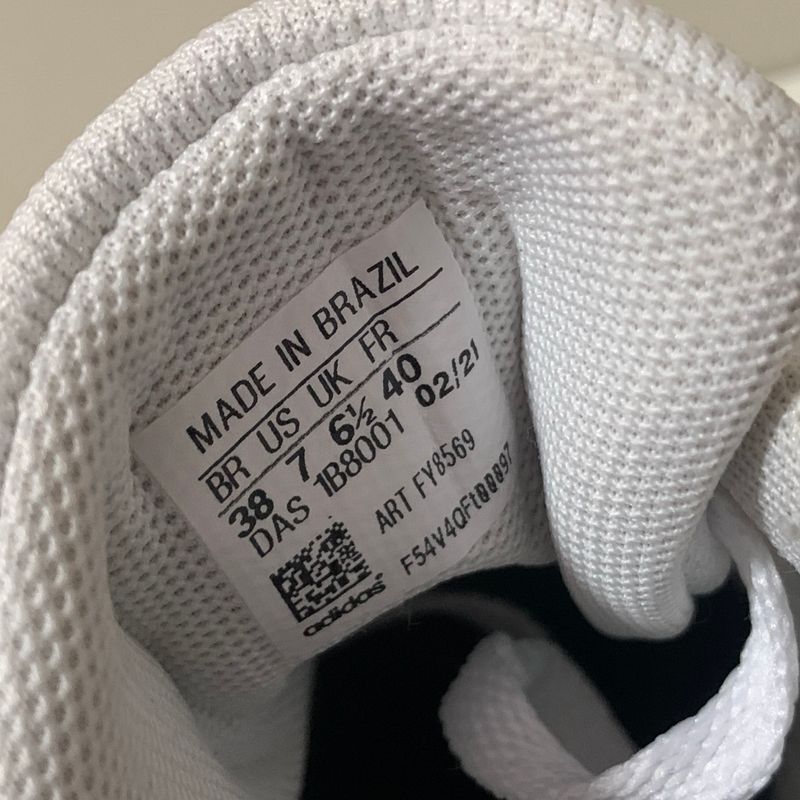 MADE IN BRAZIL
BR US UK FR
38 7 6½ 40
DAS 1B8001 02/21
ART FY8569
adidas